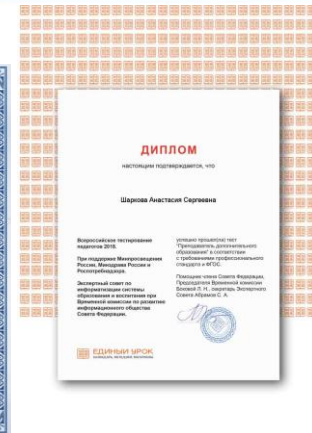 ДИПЛОМ
настоящим подтверждается, что
Шаркова Анастасия Сергеевна
Всероссийское тестирование
педагогов 2018.
При поддержке Минпросвещения
России, Минздрава России и
Роспотребнадзора.
Экспертный совет по
информатизации системы
образования и воспитания при
Временной комиссии по развитию
информационного общества
Совета Федерации.
успешно прошел(а) тест
"Преподаватель дополнительного
образования" в соответствии
с требованиями профессионального
стандарта и ФГОС.
Помощник члена Совета Федерации,
Председателя Временной комиссии
Боковой Л. Н., секретарь Экспертного
Совета Абрамов С. А.
ЕДИНЫЙ УРОК